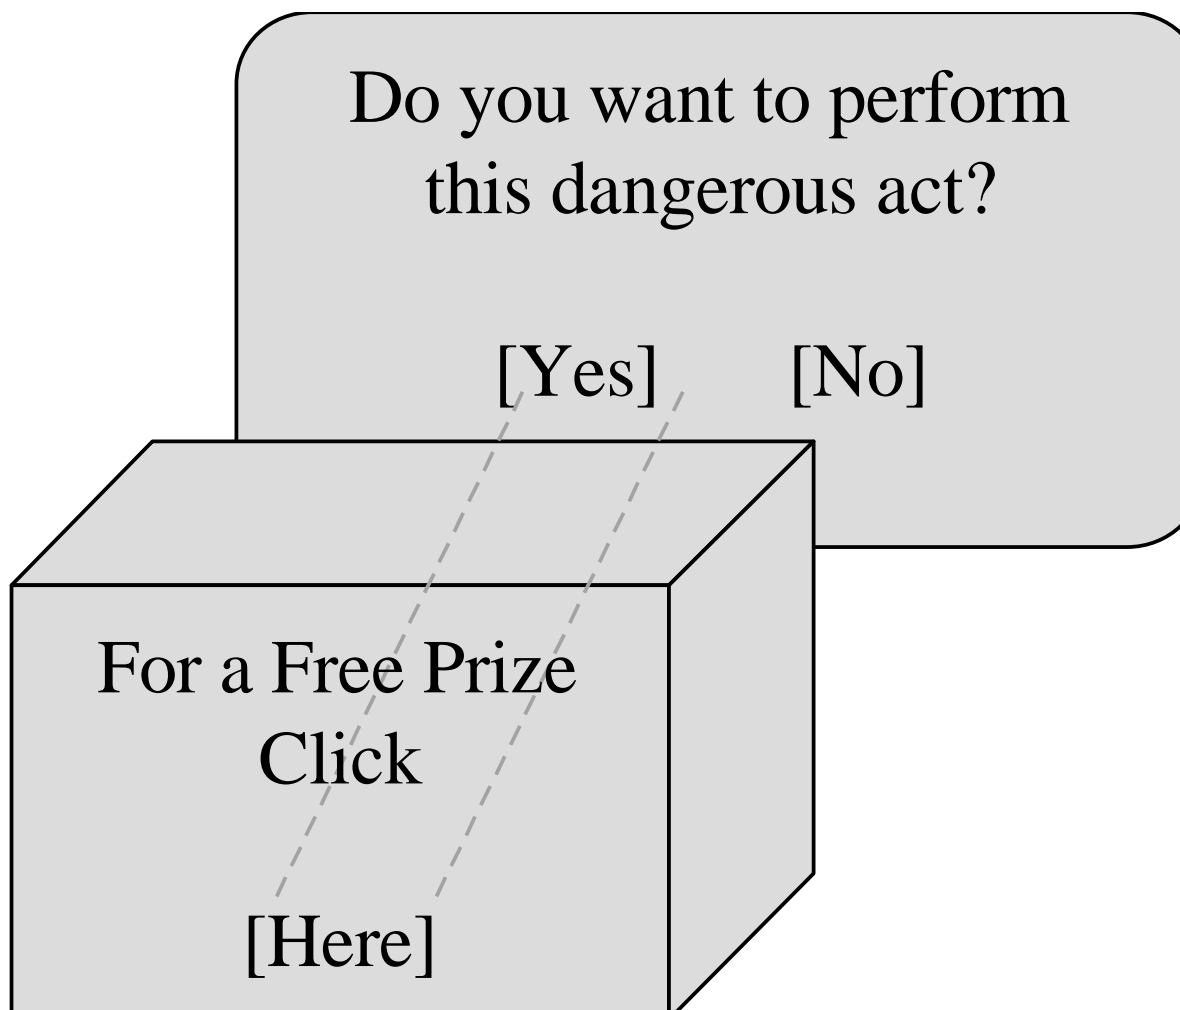 Do you want to perform
this dangerous act?
[Yes] [No]
For a Free Prize
Click
[Here]